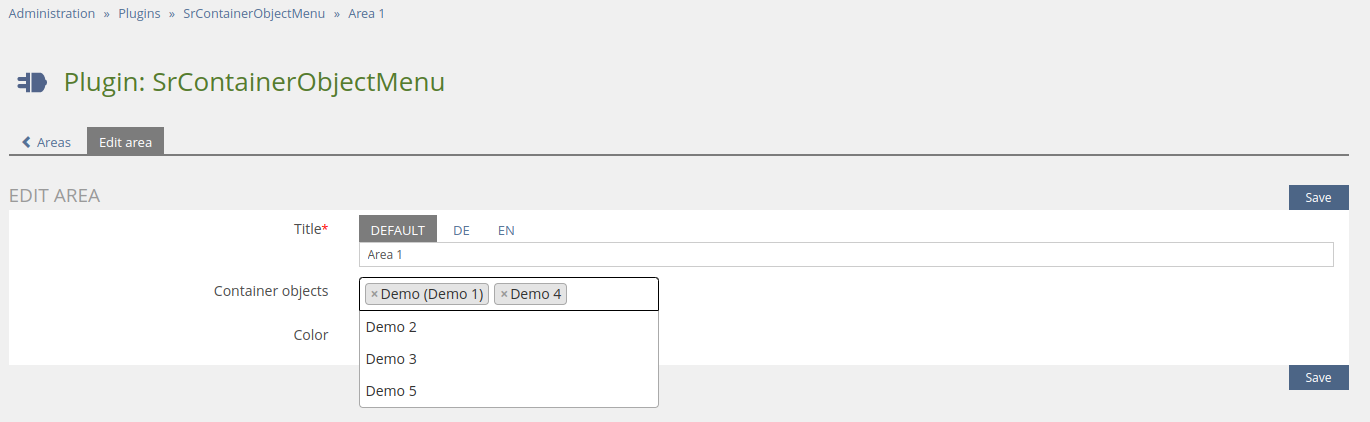 Administration » Plugins » SrContainerObjectMenu » Area 1
Plugin: SrContainerObjectMenu
Areas Edit area
EDIT AREA Save
Title* DEFAULT DE EN
Area 1
Container objects ×Demo (Demo 1) ×Demo 4
Demo 2
Color
Demo 3
Demo 5
Save